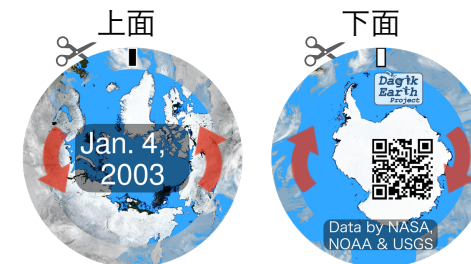 上面
下面
Jan. 4,
2003
Dagik
Earth
Project
Data by NASA,
NOAA & USGS